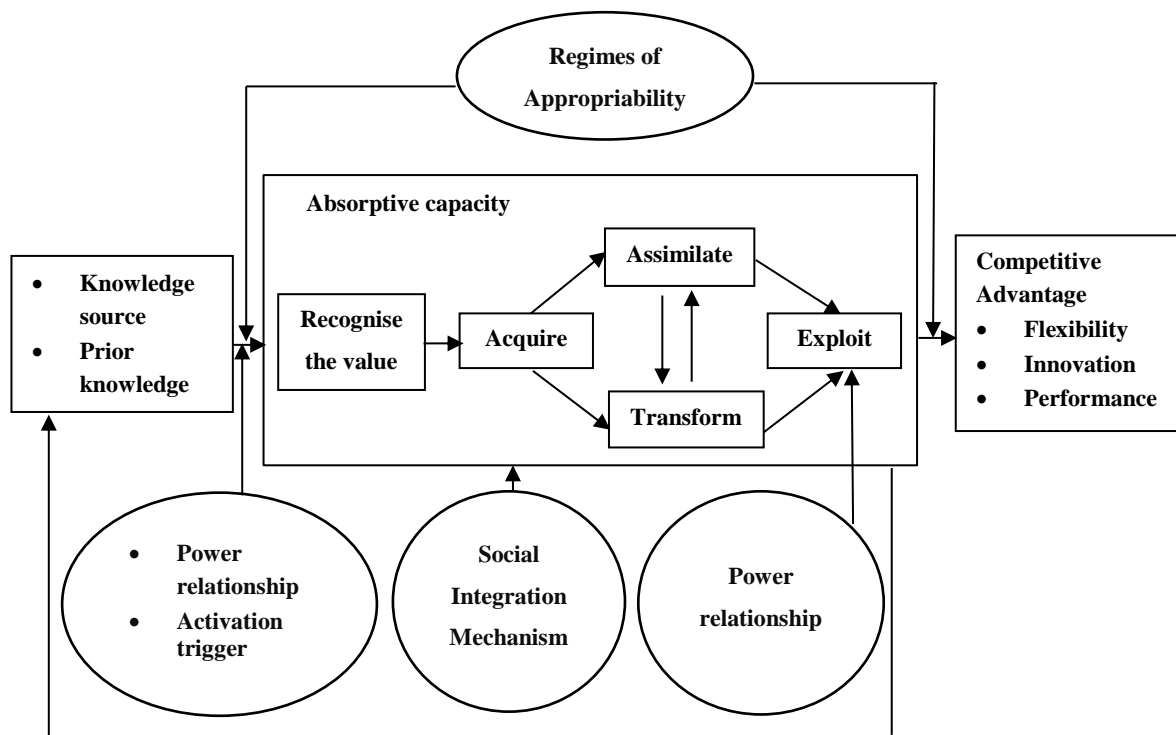 Regimes of
Appropriability
Absorptive capacity
• Knowledge
source
• Prior
knowledge
Recognise
the value
Acquire
Assimilate
Transform
Exploit
Competitive
Advantage
• Flexibility
• Innovation
• Performance
• Power
relationship
• Activation
trigger
Social
Integration
Mechanism
Power
relationship